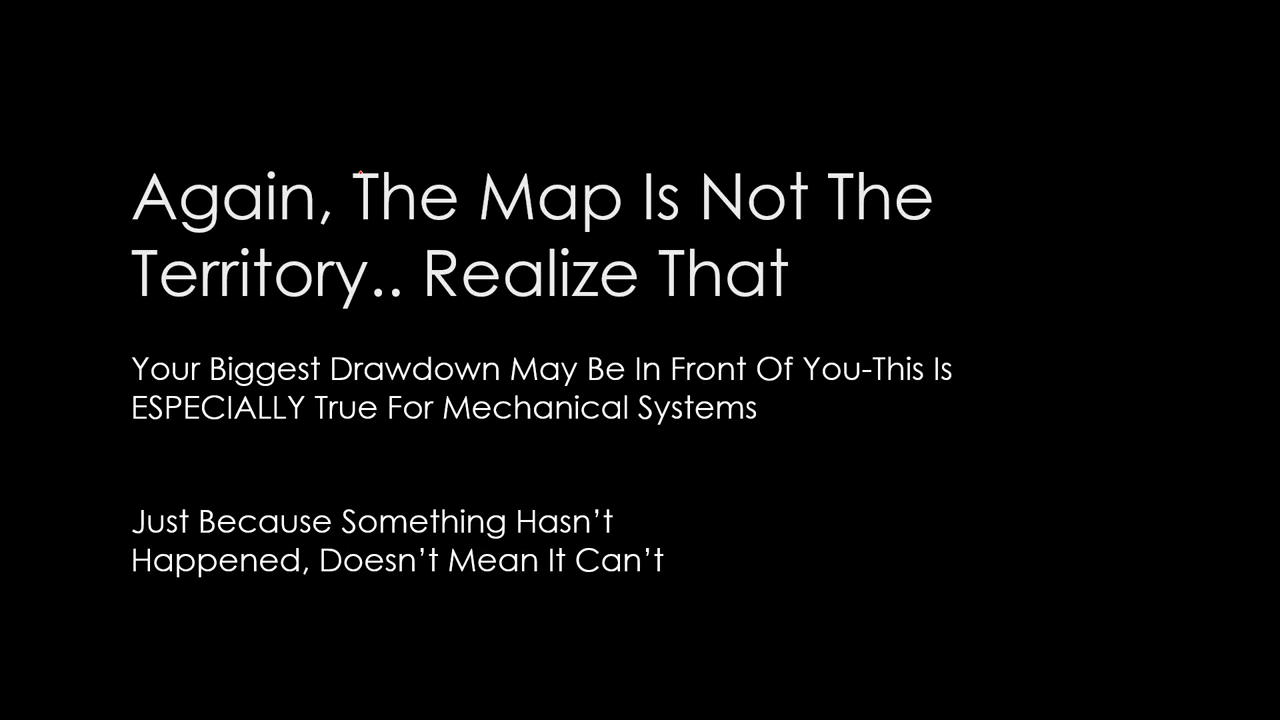 Again, The Map Is Not The
Territory.. Realize That
Your Biggest Drawdown May Be In Front Of You-This Is
ESPECIALLY True For Mechanical Systems
Just Because Something Hasn’t
Happened, Doesn’t Mean It Can’t